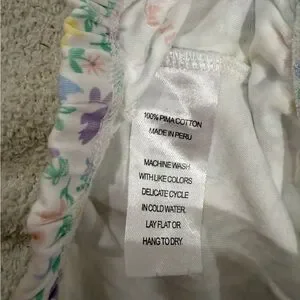 100% PIMA COTTON
MADE IN PERU
MACHINE WASH
WITH LIKE COLORS
DELICATE CYCLE
IN COLD WATER.
LAY FLAT OR
HANG TO DRY.